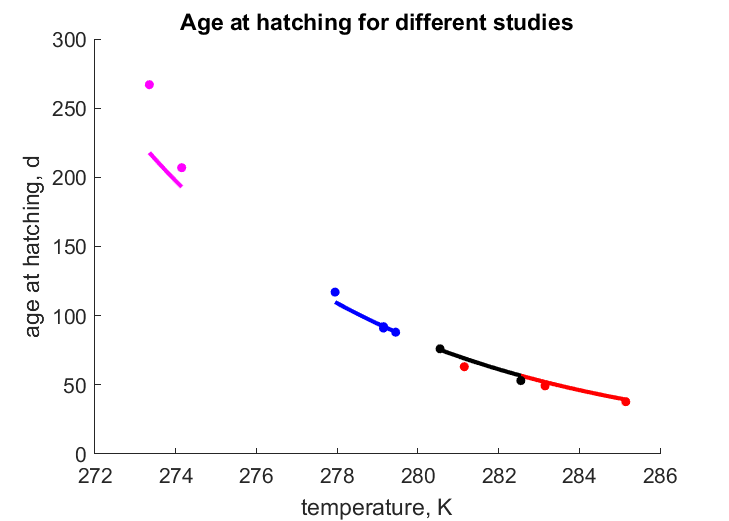 Age at hatching for different studies
300
250
200
150
100
50
0
age at hatching, d
272 274 276 278 280 282 284 286
temperature, K